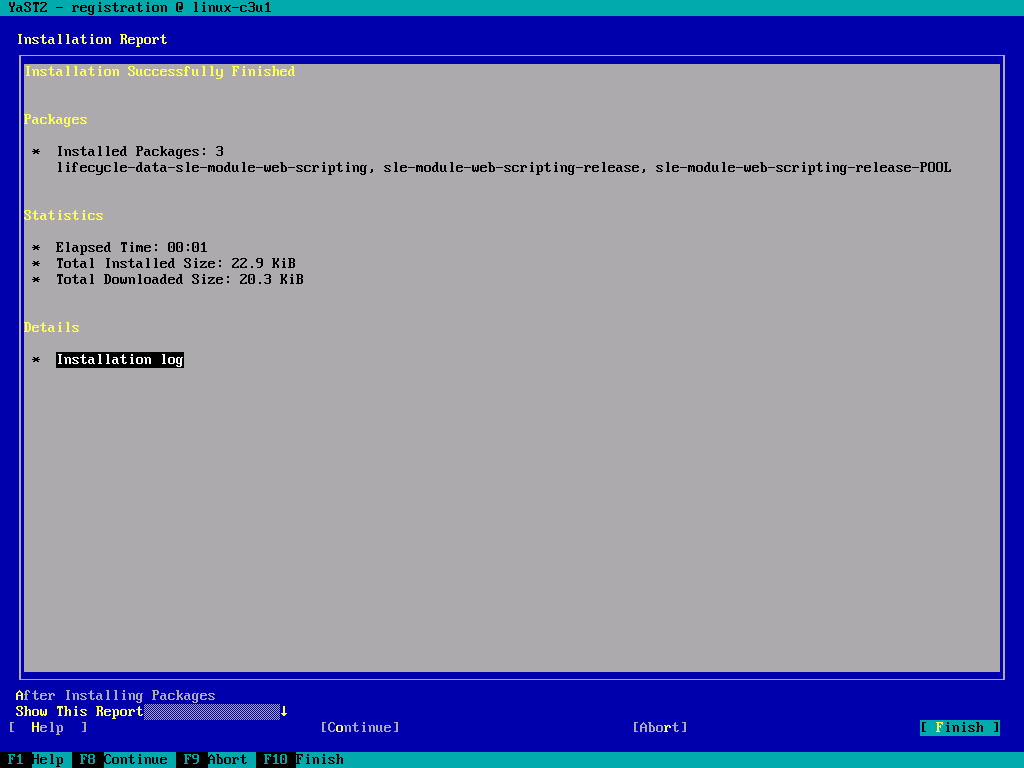 YaST2 - registration @ linux-c3u1
Installation Report
Installation Successfully Finished
Packages
* Installed Packages: 3
lifecycle-data-sle-module-web-scripting, sle-module-web-scripting-release, sle-module-web-scripting-release-POOL
Statistics
* Elapsed Time: 00:01
* Total Installed Size: 22.9 KiB
* Total Downloaded Size: 20.3 KiB
Details
* Installation log
After Installing Packages
Show This Report↓
[ Help ] [Continue] [Abort] [ Finish ]
F1 Help F8 Continue F9 Abort F10 Finish